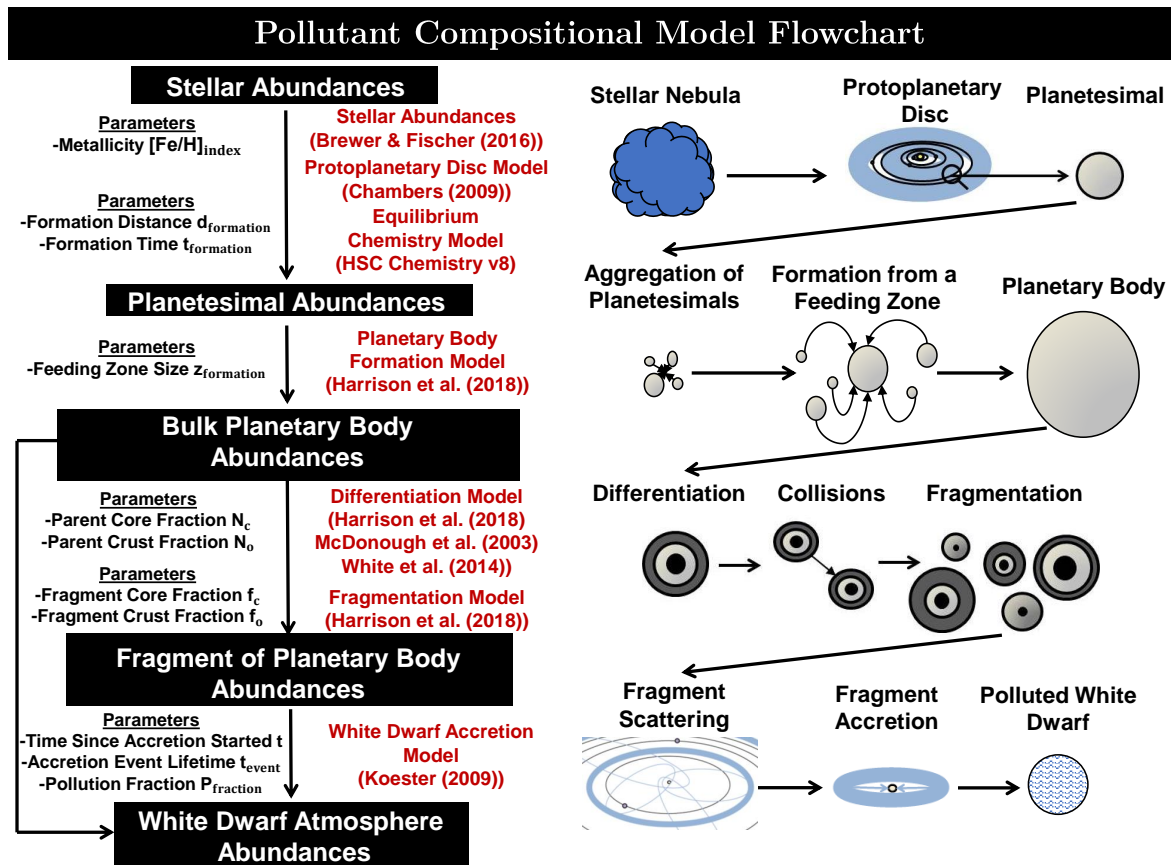 Pollutant Compositional Model Flowchart
Stellar Abundances
Parameters
-Metallicity [Fe/H]index
Stellar Abundances
(Brewer & Fischer (2016))
Protoplanetary Disc Model
(Chambers (2009))
Parameters
-Formation Distance dformation
-Formation Time tformation
Equilibrium
Chemistry Model
(HSC Chemistry v8)
Planetesimal Abundances
Parameters
-Feeding Zone Size zformation
Planetary Body
Formation Model
(Harrison et al. (2018))
Bulk Planetary Body
Abundances
Parameters
-Parent Core Fraction Nc
-Parent Crust Fraction No
Differentiation Model
(Harrison et al. (2018)
McDonough et al. (2003)
White et al. (2014))
Parameters
-Fragment Core Fraction fc
-Fragment Crust Fraction fo
Fragmentation Model
(Harrison et al. (2018))
Fragment of Planetary Body
Abundances
Parameters
-Time Since Accretion Started t
-Accretion Event Lifetime tevent
-Pollution Fraction Pfraction
White Dwarf Accretion
Model
(Koester (2009))
White Dwarf Atmosphere
Abundances
Stellar Nebula
Protoplanetary
Disc
Planetesimal
Aggregation of
Planetesimals
Formation from a
Feeding Zone
Planetary Body
Differentiation
Collisions
Fragmentation
Fragment
Scattering
Fragment
Accretion
Polluted White
Dwarf